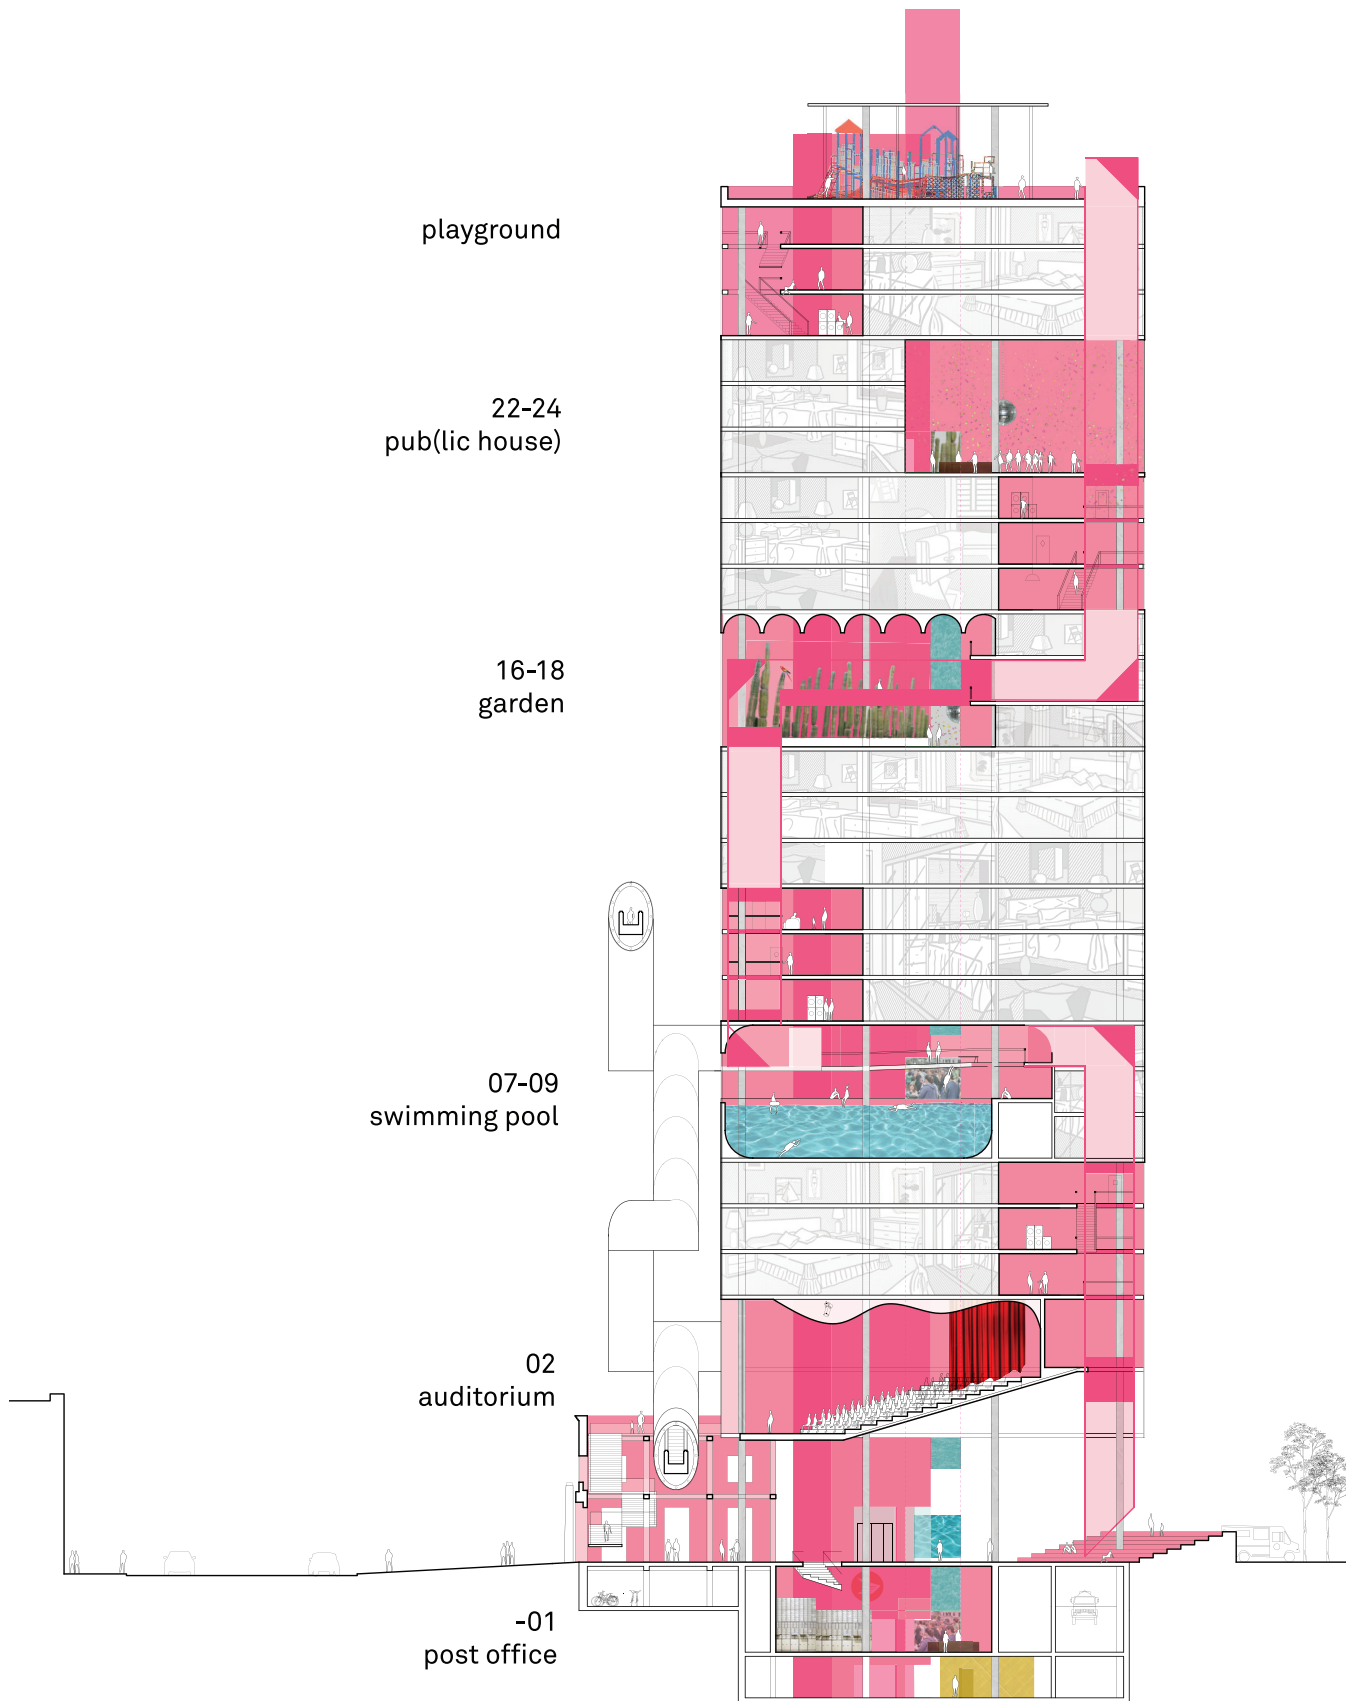 playground
22-24
pub(lic house)
16-18
garden
07-09
swimming pool
02
auditorium
-01
post office